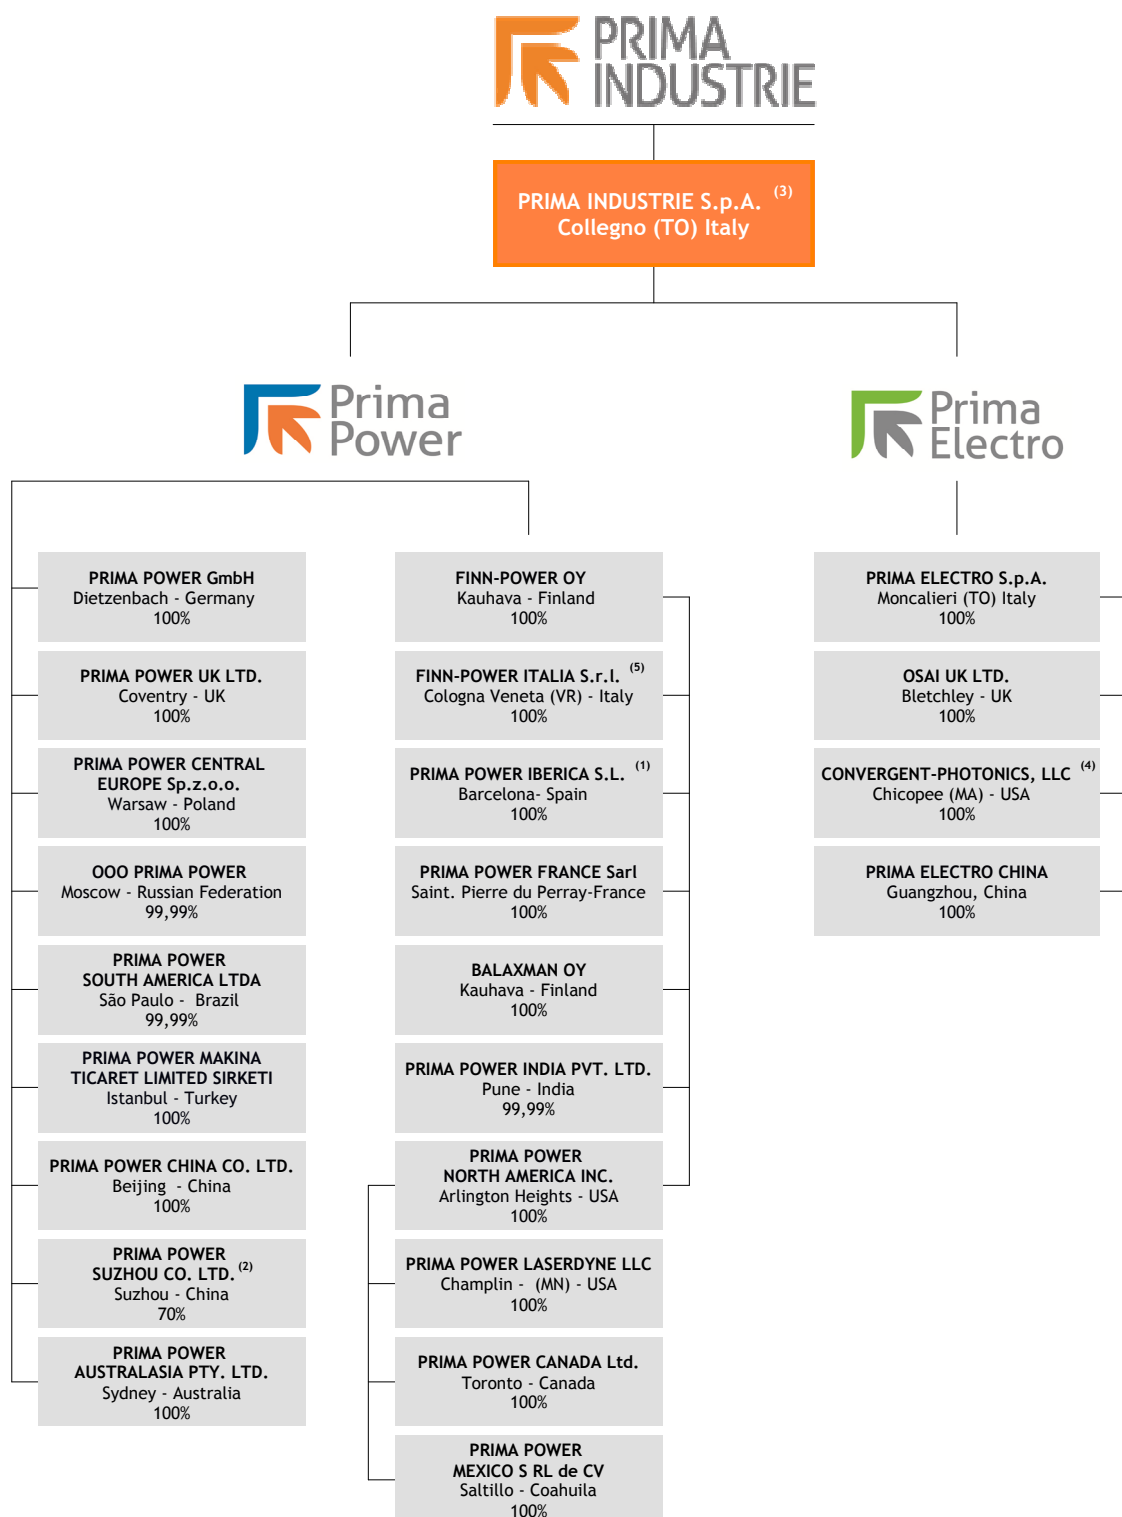 PRIMA
INDUSTRIE
PRIMA INDUSTRIE S.p.A. (3)
Collegno (TO) Italy
Prima
Power
Prima
Electro
PRIMA POWER GmbH
Dietzenbach - Germany
100%
PRIMA POWER UK LTD.
Coventry - UK
100%
PRIMA POWER CENTRAL
EUROPE Sp.z.o.o.
Warsaw - Poland
100%
OOO PRIMA POWER
Moscow - Russian Federation
99,99%
PRIMA POWER
SOUTH AMERICA LTDA
São Paulo - Brazil
99,99%
PRIMA POWER MAKINA
TICARET LIMITED SIRKETI
Istanbul - Turkey
100%
PRIMA POWER CHINA CO. LTD.
Beijing - China
100%
PRIMA POWER
SUZHOU CO. LTD. (2)
Suzhou - China
70%
PRIMA POWER
AUSTRALASIA PTY. LTD.
Sydney - Australia
100%
FINN-POWER OY
Kauhava - Finland
100%
FINN-POWER ITALIA S.r.l. (5)
Cologna Veneta (VR) - Italy
100%
PRIMA POWER IBERICA S.L. (1)
Barcelona- Spain
100%
PRIMA POWER FRANCE Sarl
Saint. Pierre du Perray-France
100%
BALAXMAN OY
Kauhava - Finland
100%
PRIMA POWER INDIA PVT. LTD.
Pune - India
99,99%
PRIMA POWER
NORTH AMERICA INC.
Arlington Heights - USA
100%
PRIMA POWER LASERDYNE LLC
Champlin - (MN) - USA
100%
PRIMA POWER CANADA Ltd.
Toronto - Canada
100%
PRIMA POWER
MEXICO S RL de CV
Saltillo - Coahuila
100%
PRIMA ELECTRO S.p.A.
Moncalieri (TO) Italy
100%
OSAI UK LTD.
Bletchley - UK
100%
CONVERGENT-PHOTONICS, LLC (4)
Chicopee (MA) - USA
100%
PRIMA ELECTRO CHINA
Guangzhou, China
100%